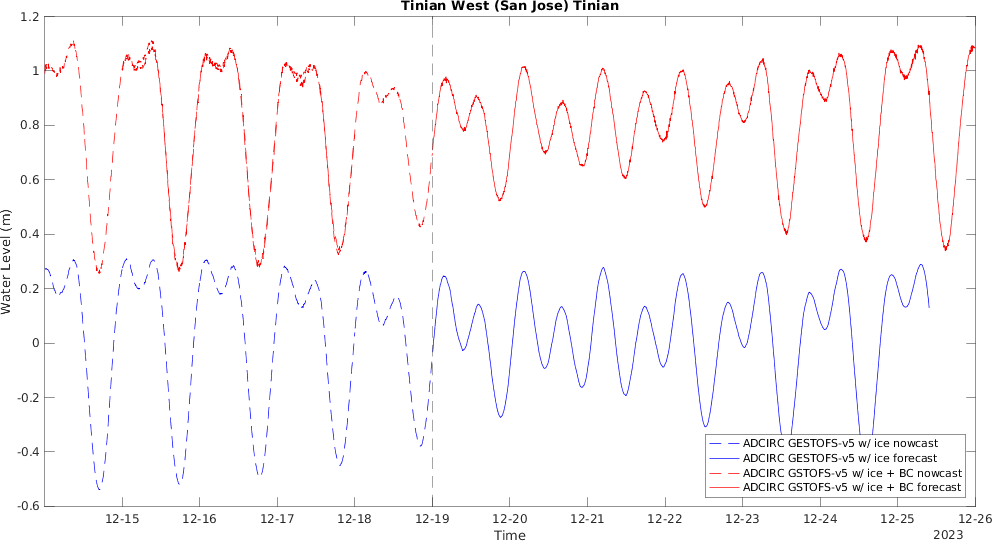 Tinian West (San Jose) Tinian
1.2
1
0.8
0.6
0.4
0.2
0
-0.2
-0.4
-0.6
Water Level (m)
ADCIRC GESTOFS-v5 w/ ice nowcast
ADCIRC GESTOFS-v5 w/ ice forecast
ADCIRC GSTOFS-v5 w/ ice + BC nowcast
ADCIRC GSTOFS-v5 w/ ice + BC forecast
12-15 12-16 12-17 12-18 12-19 12-20 12-21 12-22 12-23 12-24 12-25 12-26
Time
2023